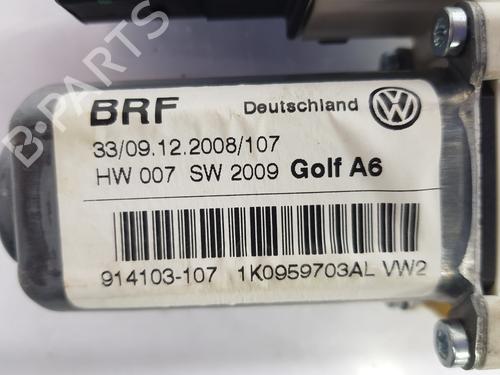 B-PARTS
BRF Deutschland
33/09.12.2008/107
HW 007 SW 2009 Golf A6
914103-107 1K0959703AL VW2